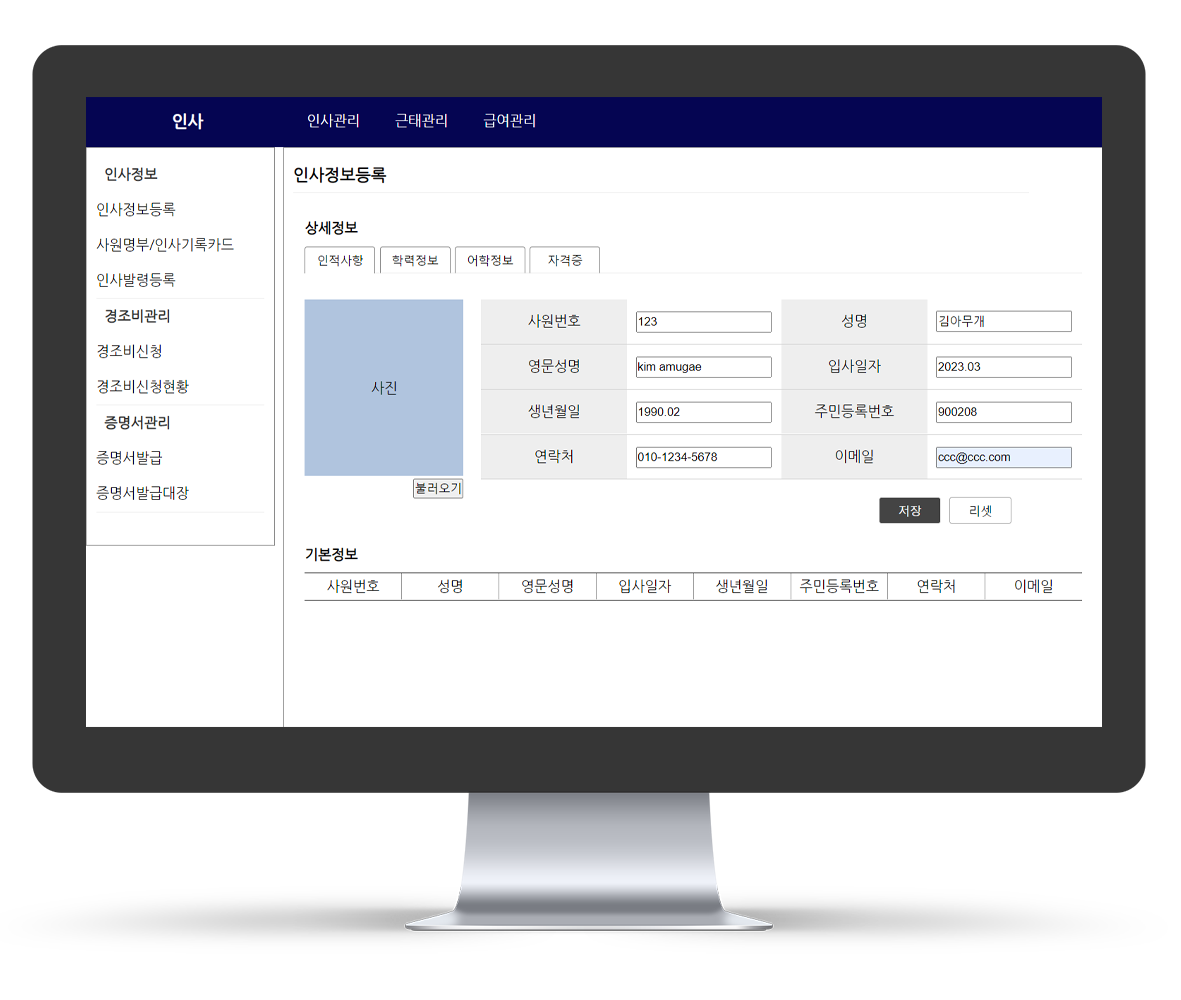 인사 인사관리 근태관리 급여관리
인사정보
인사정보등록
사원명부/인사기록카드
인사발령등록
경조비관리
경조비신청
경조비신청현황
증명서관리
증명서발급
증명서발급대장
인사정보등록
상세정보
인적사항 학력정보 어학정보 자격증
사진
불러오기
사원번호 123 성명 김아무개
영문성명 kim amugae 입사일자 2023.03
생년월일 1990.02 주민등록번호 900208
연락처 010-1234-5678 이메일 ccc@ccc.com
저장 리셋
기본정보
사원번호 성명 영문성명 입사일자 생년월일 주민등록번호 연락처 이메일